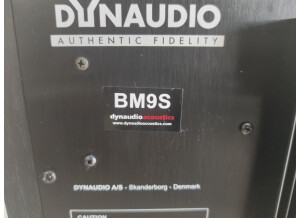 DYNAUDIO
AUTHENTIC FIDELITY
BM9S
dynaudioacoustics
www.dynaudioacoustics.com
DYNAUDIO A/S - Skanderborg - Denmark
CAUTION